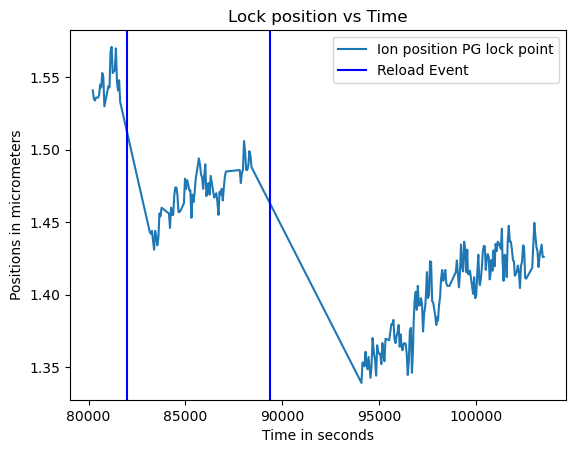 Lock position vs Time
Ion position PG lock point
Reload Event
Positions in micrometers
1.55
1.50
1.45
1.40
1.35
80000 85000 90000 95000 100000
Time in seconds